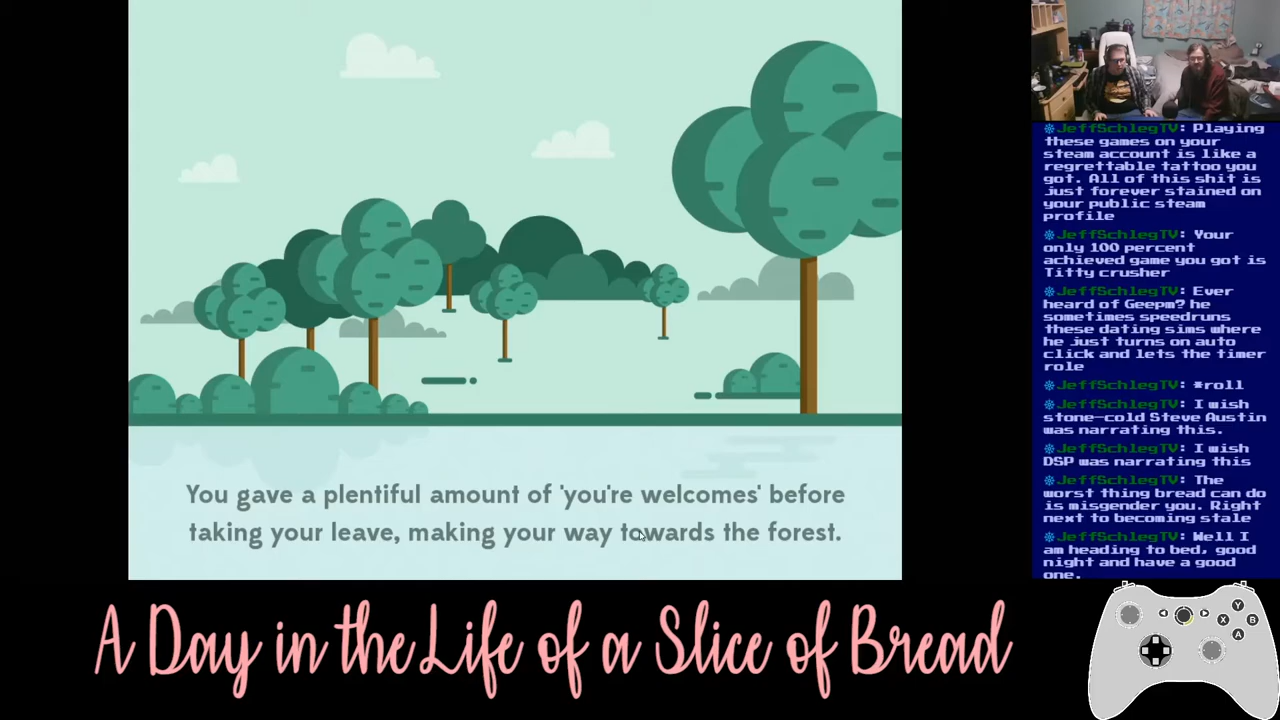 JeffSchlegTV: Playing
these games on your
steam account is like a
regrettable tattoo you
got. All of this shit is
just forever stained on
your public steam
profile
JeffSchlegTV: Your
only 100 percent
achieved game you got is
Titty crusher
JeffSchlegTV: Ever
heard of Geepm? he
sometimes speedruns
these dating sims where
he just turns on auto
click and lets the timer
role
JeffSchlegTV: *roll
JeffSchlegTV: I wish
stone-cold Steve Austin
was narrating this.
JeffSchlegTV: I wish
DSP was narrating this
JeffSchlegTV: The
worst thing bread can do
is misgender you. Right
next to becoming stale
JeffSchlegTV: Well I
am heading to bed, good
night and have a good
one.
You gave a plentiful amount of 'you're welcomes' before
taking your leave, making your way towards the forest.
A Day in the Life of a Slice of Bread
Y
X
B
A